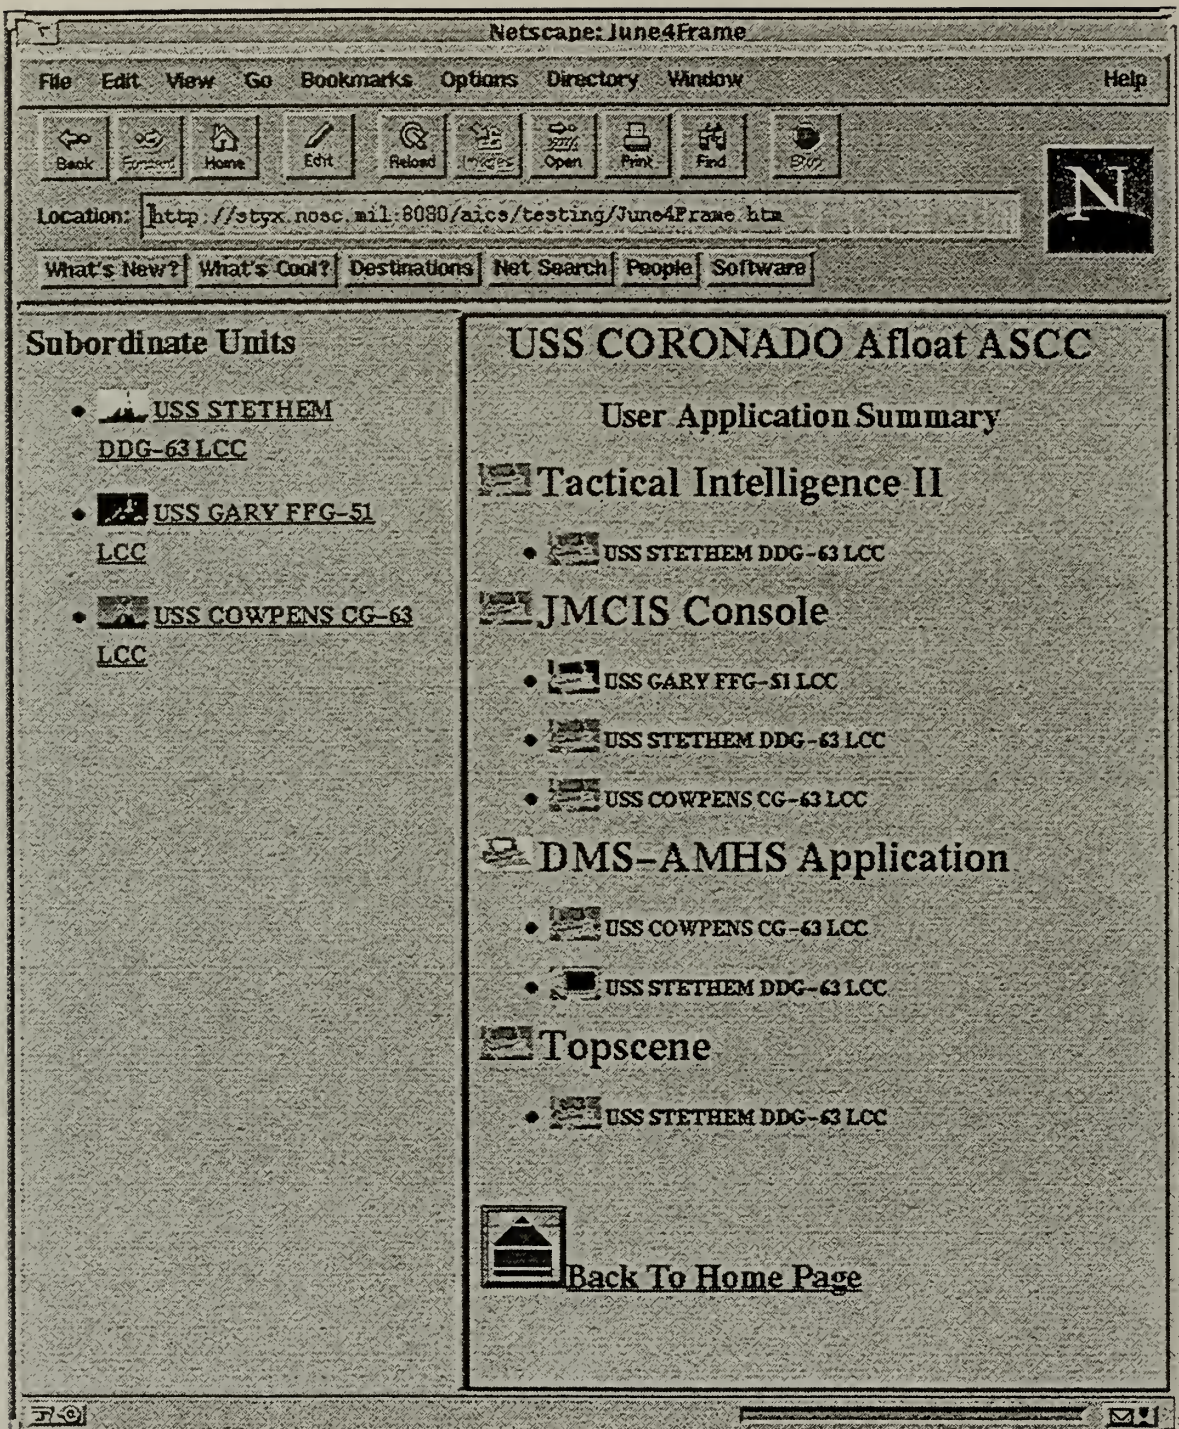 Netscape: June4Frame
File Edit View Go Bookmarks Options Directory Window Help
Back Forward Home Edit Reload Images Open Print Find Stop
Location: http://styx.nosc.mil:8080/aics/testing/June4Frame.htm
N
What's New? What's Cool? Destinations Net Search People Software
Subordinate Units
USS STETHEM
DDG-63 LCC
USS GARY FFG-51
LCC
USS COWPENS CG-63
LCC
USS CORONADO Afloat ASCC
User Application Summary
Tactical Intelligence II
USS STETHEM DDG-63 LCC
JMCIS Console
USS GARY FFG-51 LCC
USS STETHEM DDG-63 LCC
USS COWPENS CG-63 LCC
DMS-AMHS Application
USS COWPENS CG-63 LCC
USS STETHEM DDG-63 LCC
Topscene
USS STETHEM DDG-63 LCC
Back To Home Page